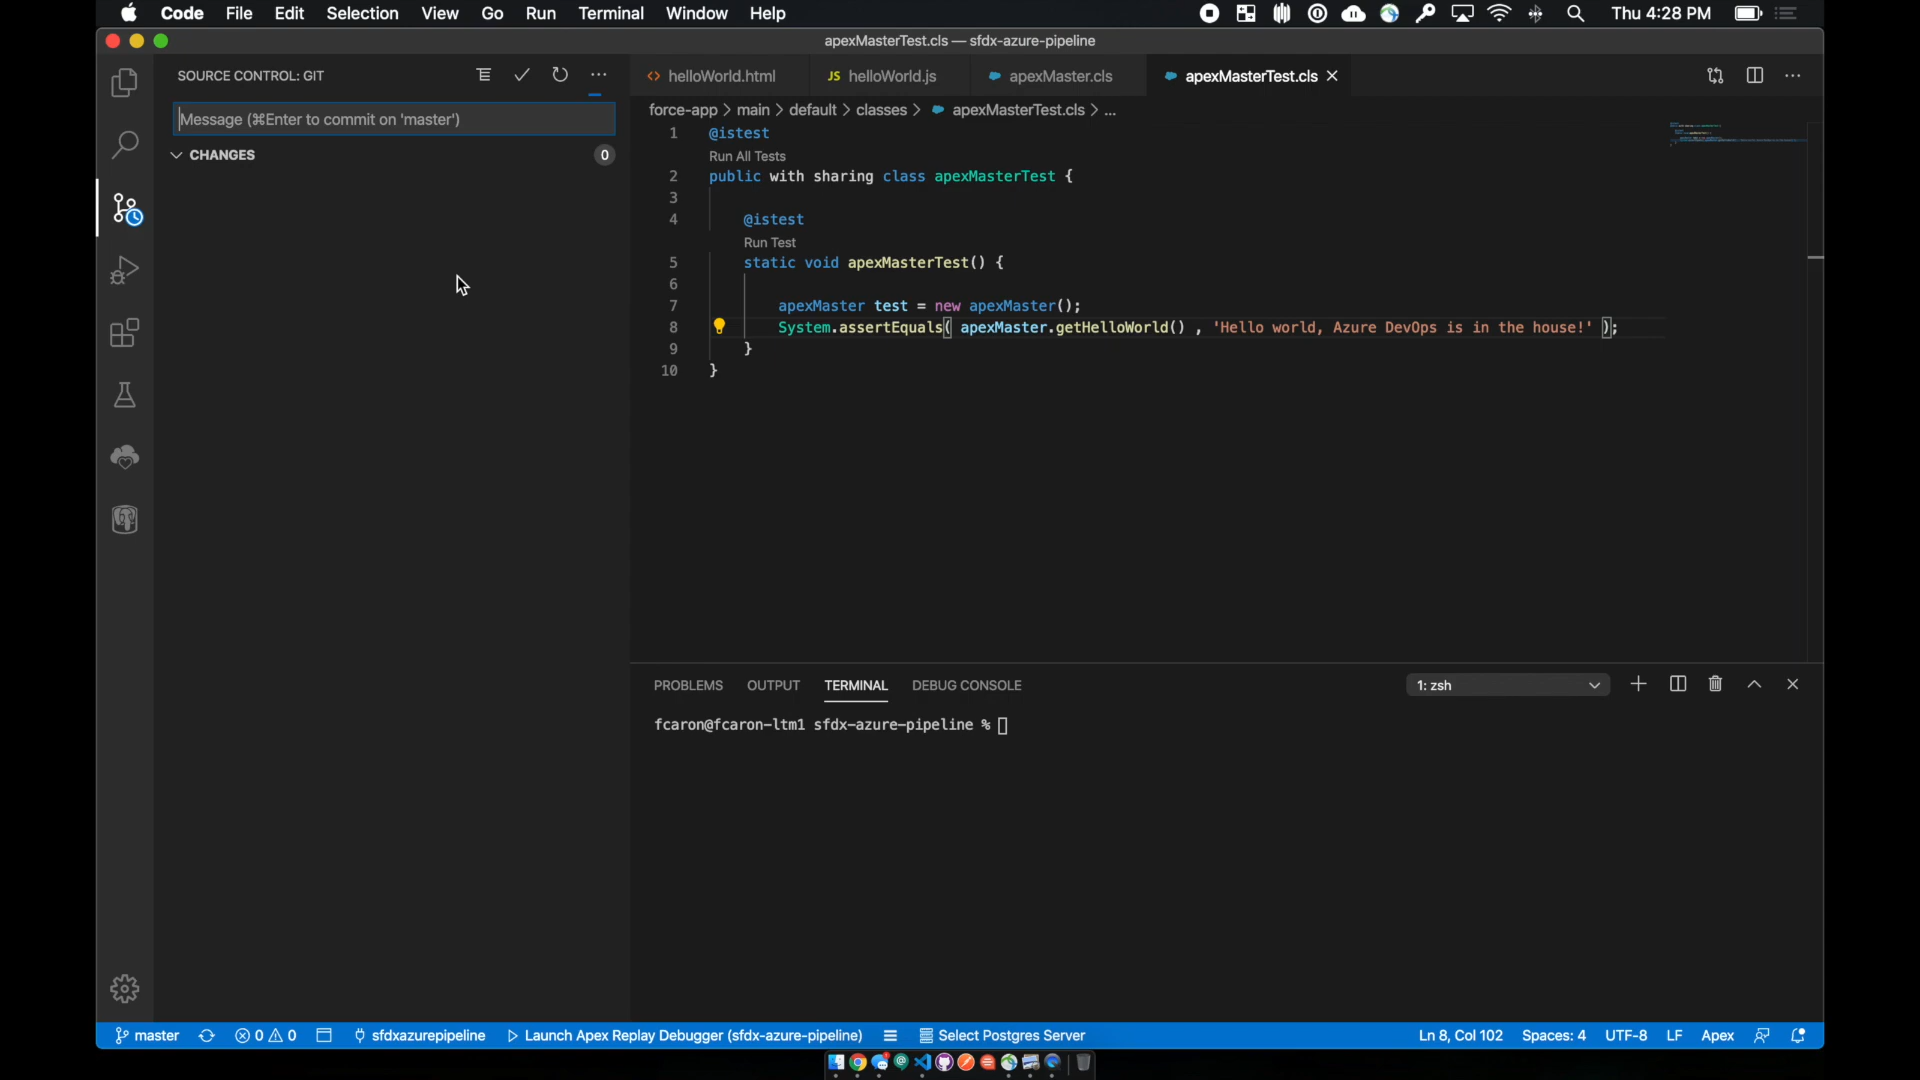 Code File Edit Selection View Go Run Terminal Window Help Thu 4:28 PM
apexMasterTest.cls — sfdx-azure-pipeline
SOURCE CONTROL: GIT
Message (⌘Enter to commit on 'master')
CHANGES 0
helloWorld.html JS helloWorld.js apexMaster.cls apexMasterTest.cls
force-app > main > default > classes > apexMasterTest.cls > ...
1 @istest
Run All Tests
2 public with sharing class apexMasterTest {
3
4 @istest
Run Test
5 static void apexMasterTest() {
6
7 apexMaster test = new apexMaster();
8 System.assertEquals( apexMaster.getHelloWorld() , 'Hello world, Azure DevOps is in the house!' );
9 }
10 }
PROBLEMS OUTPUT TERMINAL DEBUG CONSOLE 1: zsh
fcaron@fcaron-ltm1 sfdx-azure-pipeline %
master 0 0 sfdxazurepipeline Launch Apex Replay Debugger (sfdx-azure-pipeline) Select Postgres Server Ln 8, Col 102 Spaces: 4 UTF-8 LF Apex